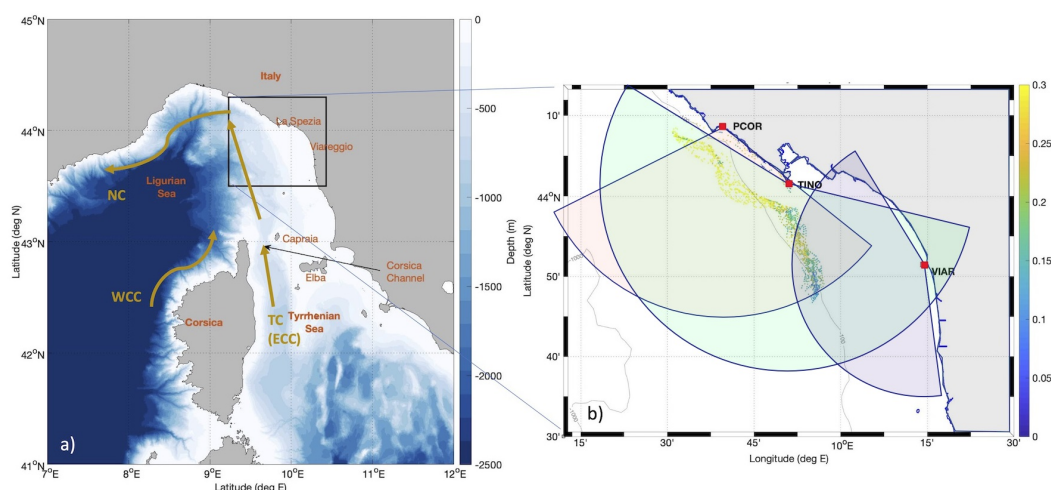 45°N
44°N
43°N
42°N
41°N
7°E
8°E
9°E
10°E
11°E
12°E
Latitude (deg N)
Latitude (deg E)
Italy
La Spezia
Viareggio
Ligurian
Sea
NC
Capraia
Elba
Corsica
Channel
WCC
Corsica
TC
(ECC)
Tyrrhenian
Sea
a)
0
-500
-1000
-1500
-2000
-2500
Depth (m)
10'
44°N
50'
40'
30'
Latitude (deg N)
PCOR
TINO
VIAR
-1000
b)
30'
45'
10°E
15'
30'
Longitude (deg E)
0.3
0.25
0.2
0.15
0.1
0.05
0